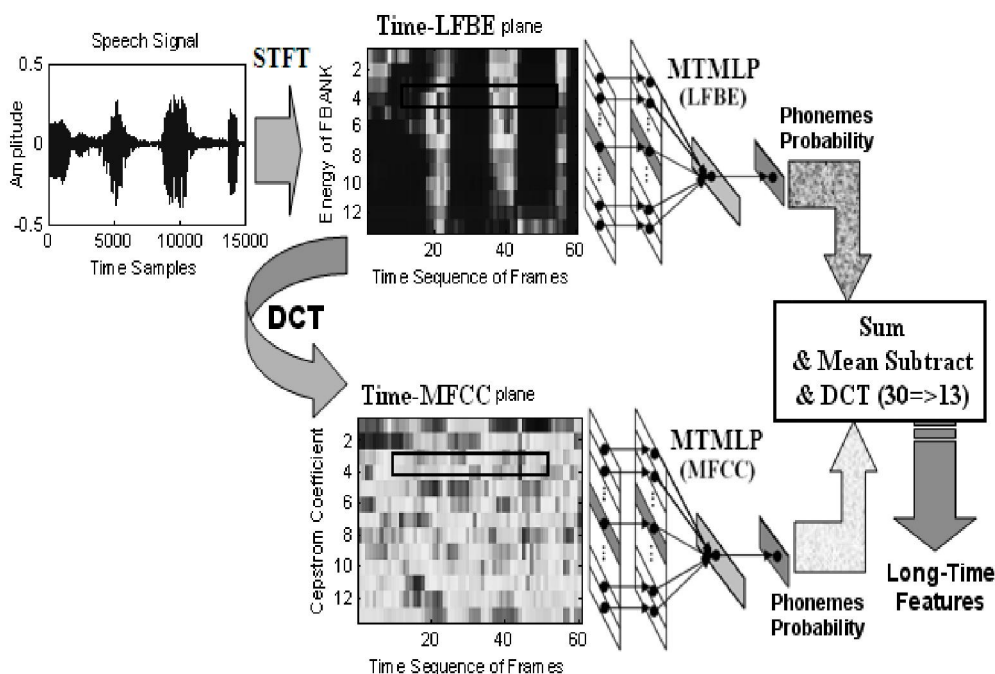 Speech Signal
0.5
0
-0.5
Amplitude
0 5000 10000 15000
Time Samples
STFT
Time-LFBE plane
Energy of FBANK
2
4
6
8
10
12
20 40 60
Time Sequence of Frames
MTMLP
(LFBE)
Phonemes
Probability
DCT
Sum
& Mean Subtract
& DCT (30=>13)
Time-MFCC plane
Cepstrom Coefficient
2
4
6
8
10
12
20 40 60
Time Sequence of Frames
MTMLP
(MFCC)
Phonemes
Probability
Long-Time
Features